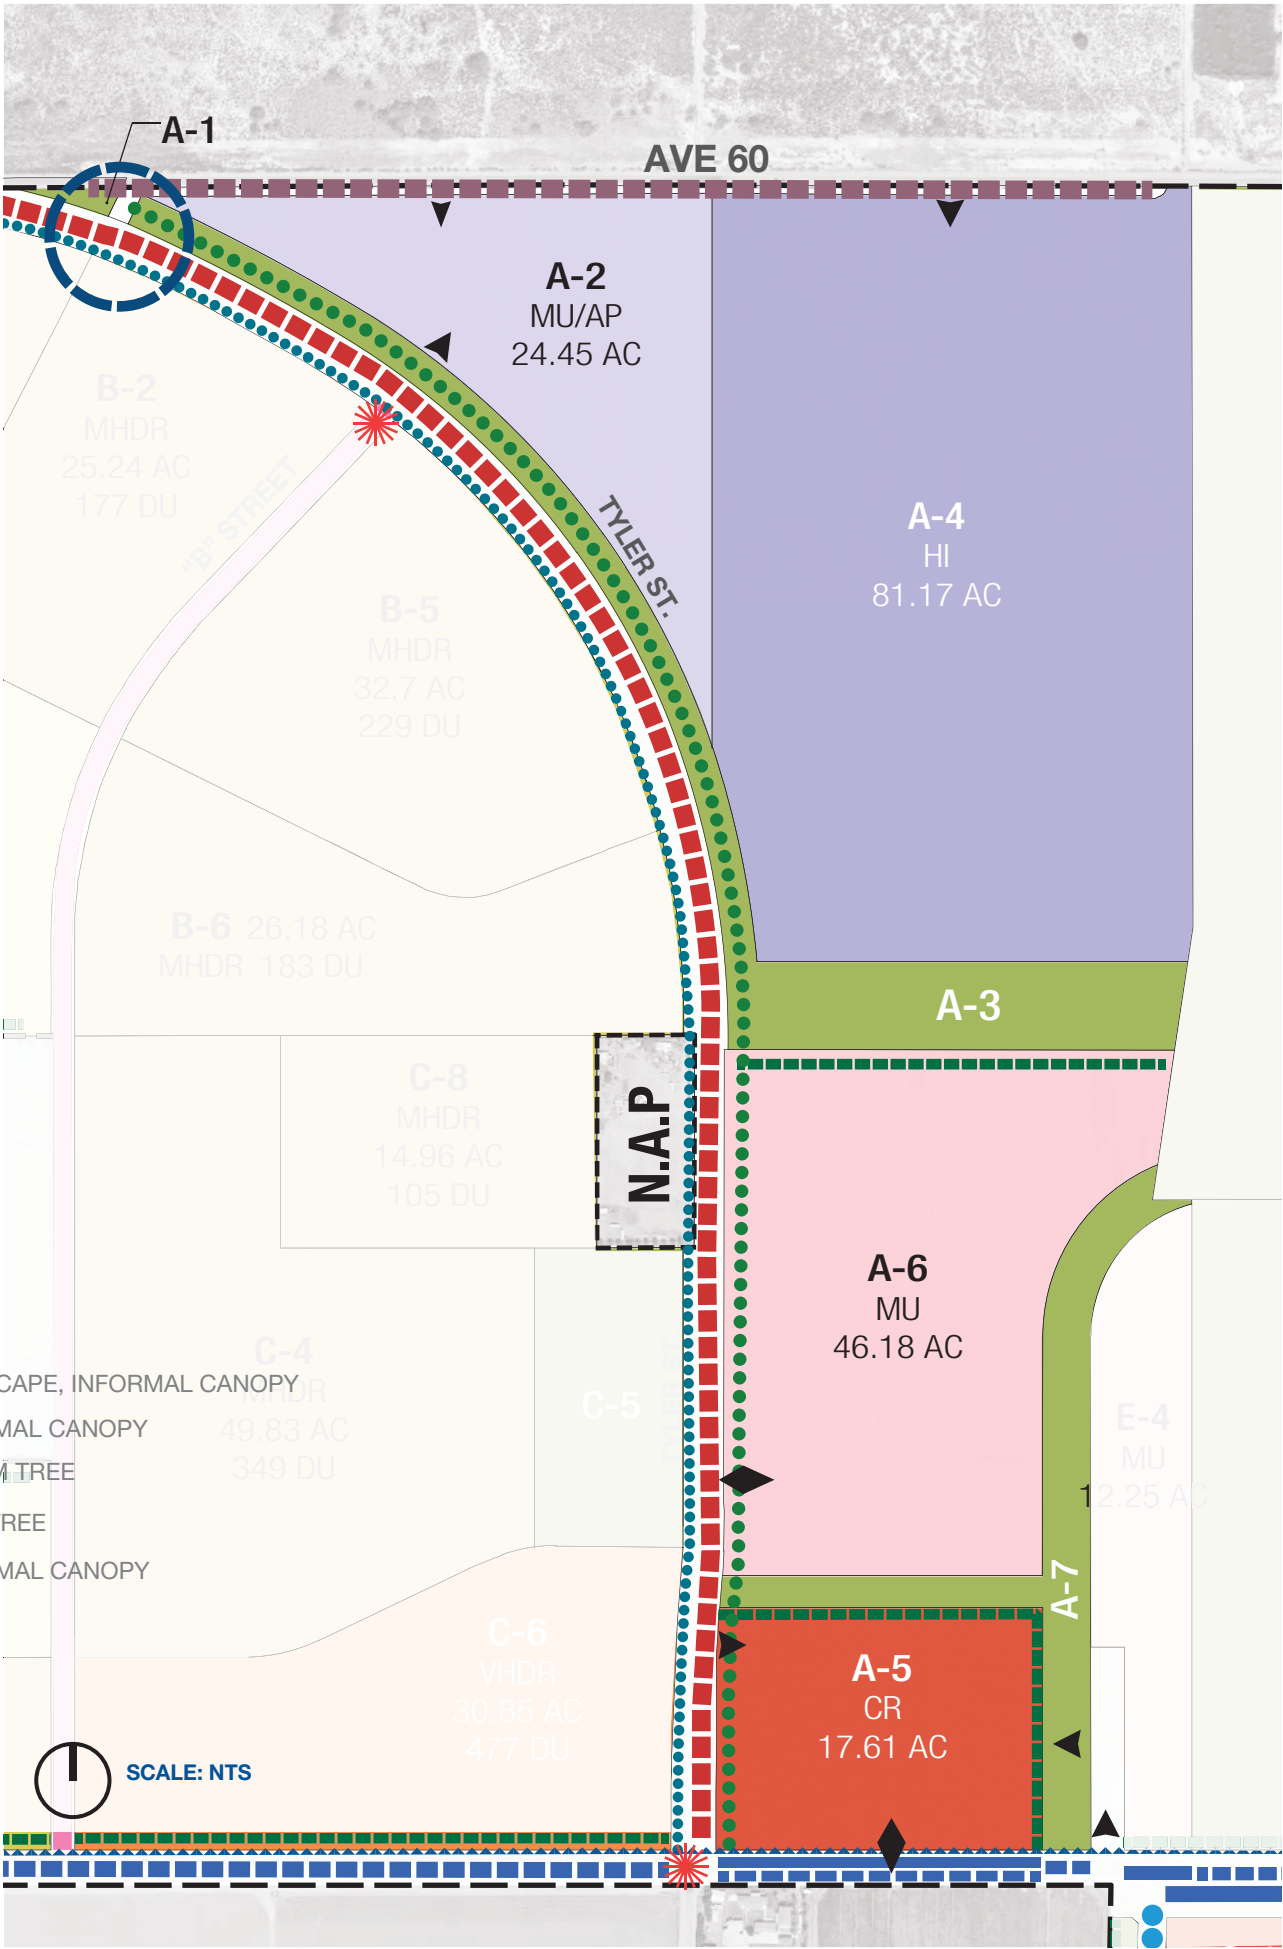 A-1
AVE 60
A-2
MU/AP
24.45 AC
B-2
MHDR
25.24 AC
177 DU
"B" STREET
TYLER ST.
A-4
HI
81.17 AC
B-5
MHDR
32.7 AC
229 DU
B-6 26.18 AC
MHDR 183 DU
A-3
C-8
MHDR
14.96 AC
105 DU
N.A.P
A-6
MU
46.18 AC
C-4
MHDR
49.83 AC
349 DU
CAPE, INFORMAL CANOPY
MAL CANOPY
M TREE
TREE
MAL CANOPY
C-5
E-4
MU
12.25 AC
A-7
C-6
VHDR
30.85 AC
477 DU
A-5
CR
17.61 AC
SCALE: NTS